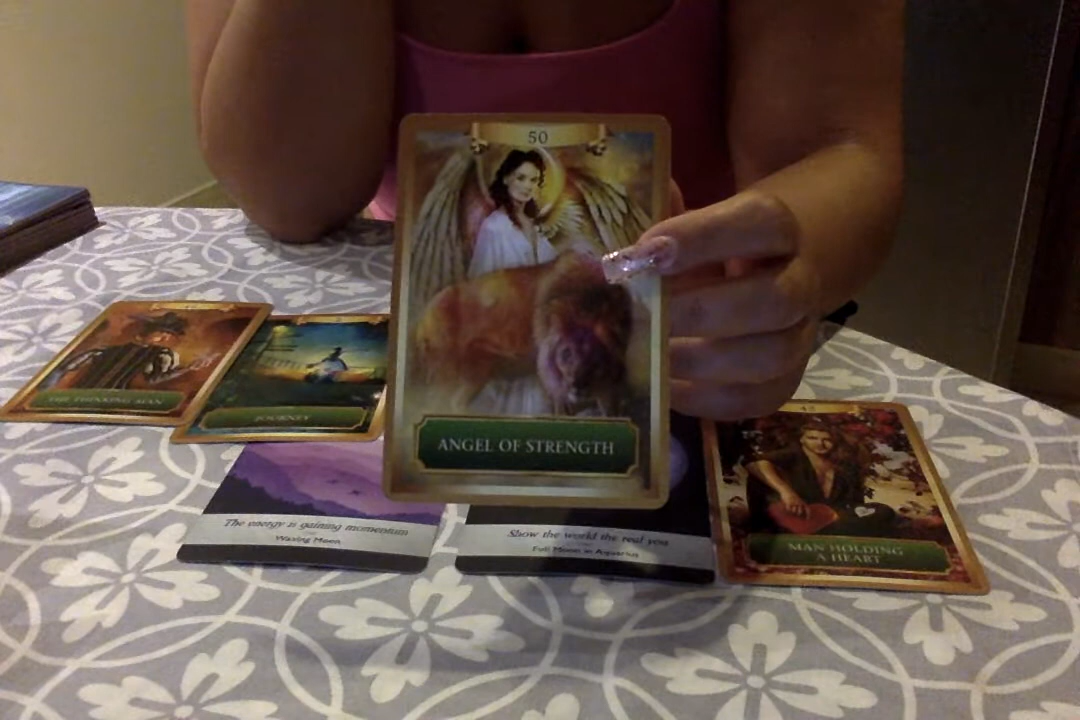 50
ANGEL OF STRENGTH
THE THINKING MAN
JOURNEY
The energy is gaining momentum
Waxing Moon
Show the world the real you
Full Moon in Aquarius
MAN HOLDING
A HEART